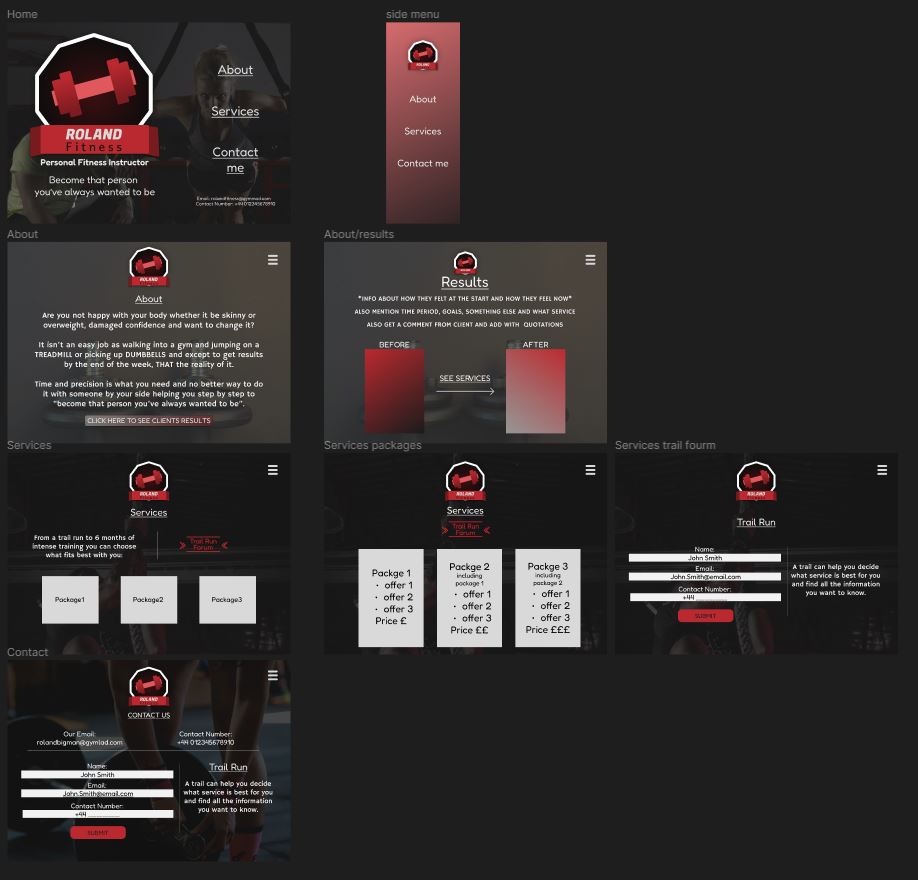 Home
side menu
ROLAND
Fitness
Personal Fitness Instructor
Become that person
you've always wanted to be
About
Services
Contact
me
Email: rolandfitness@gymlad.com
Contact Number: +44 012345678910
ROLAND
About
Services
Contact me
About
ROLAND
About
Are you not happy with your body whether it be skinny or
overweight, damaged confidence and want to change it?
It isn't an easy job as walking into a gym and jumping on a
TREADMILL or picking up DUMBBELLS and except to get results
by the end of the week, THAT the reality of it.
Time and precision is what you need and no better way to do
it with someone by your side helping you step by step to
"become that person you've always wanted to be".
CLICK HERE TO SEE CLIENTS RESULTS
About/results
Results
*INFO ABOUT HOW THEY FELT AT THE START AND HOW THEY FEEL NOW*
ALSO MENTION TIME PERIOD, GOALS, SOMETHING ELSE AND WHAT SERVICE
ALSO GET A COMMENT FROM CLIENT AND ADD WITH QUOTATIONS
BEFORE
AFTER
SEE SERVICES
Services
ROLAND
Services
From a trail run to 6 months of
intense training you can choose
what fits best with you:
Trail Run
Forum
Package1
Package2
Package3
Services packages
ROLAND
Services
Trail Run
Forum
Packge 1
• offer 1
• offer 2
• offer 3
Price £
Packge 2
including
package 1
• offer 1
• offer 2
• offer 3
Price ££
Packge 3
including
package 2
• offer 1
• offer 2
• offer 3
Price £££
Services trail fourm
ROLAND
Trail Run
Name:
John Smith
Email:
John.Smith@email.com
Contact Number:
+44 __________
SUBMIT
A trail can help you decide
what service is best for you
and find all the information
you want to know.
Contact
ROLAND
CONTACT US
Our Email:
rolandbigman@gymlad.com
Contact Number:
+44 012345678910
Name:
John Smith
Email:
John.Smith@email.com
Contact Number:
+44 __________
SUBMIT
Trail Run
A trail can help you decide
what service is best for you
and find all the information
you want to know.